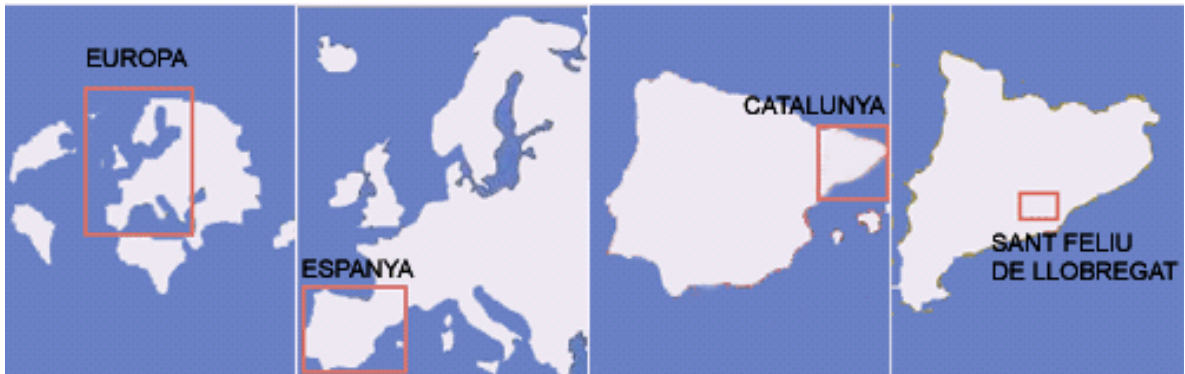 EUROPA
ESPANYA
CATALUNYA
SANT FELIU
DE LLOBREGAT